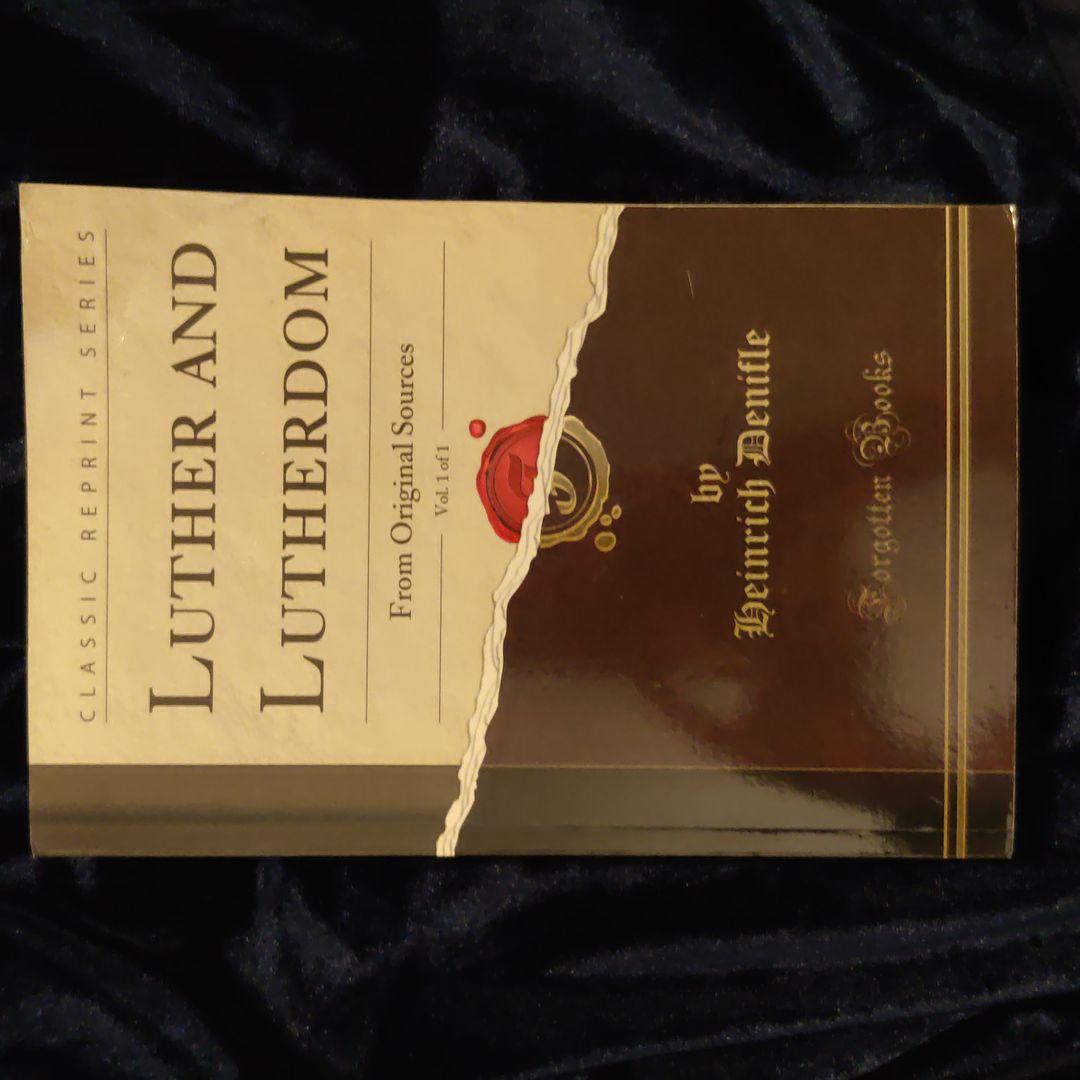 CLASSIC REPRINT SERIES
LUTHER AND
LUTHERDOM
From Original Sources
Vol. 1 of 1
by
Heinrich Denifle
Forgotten Books